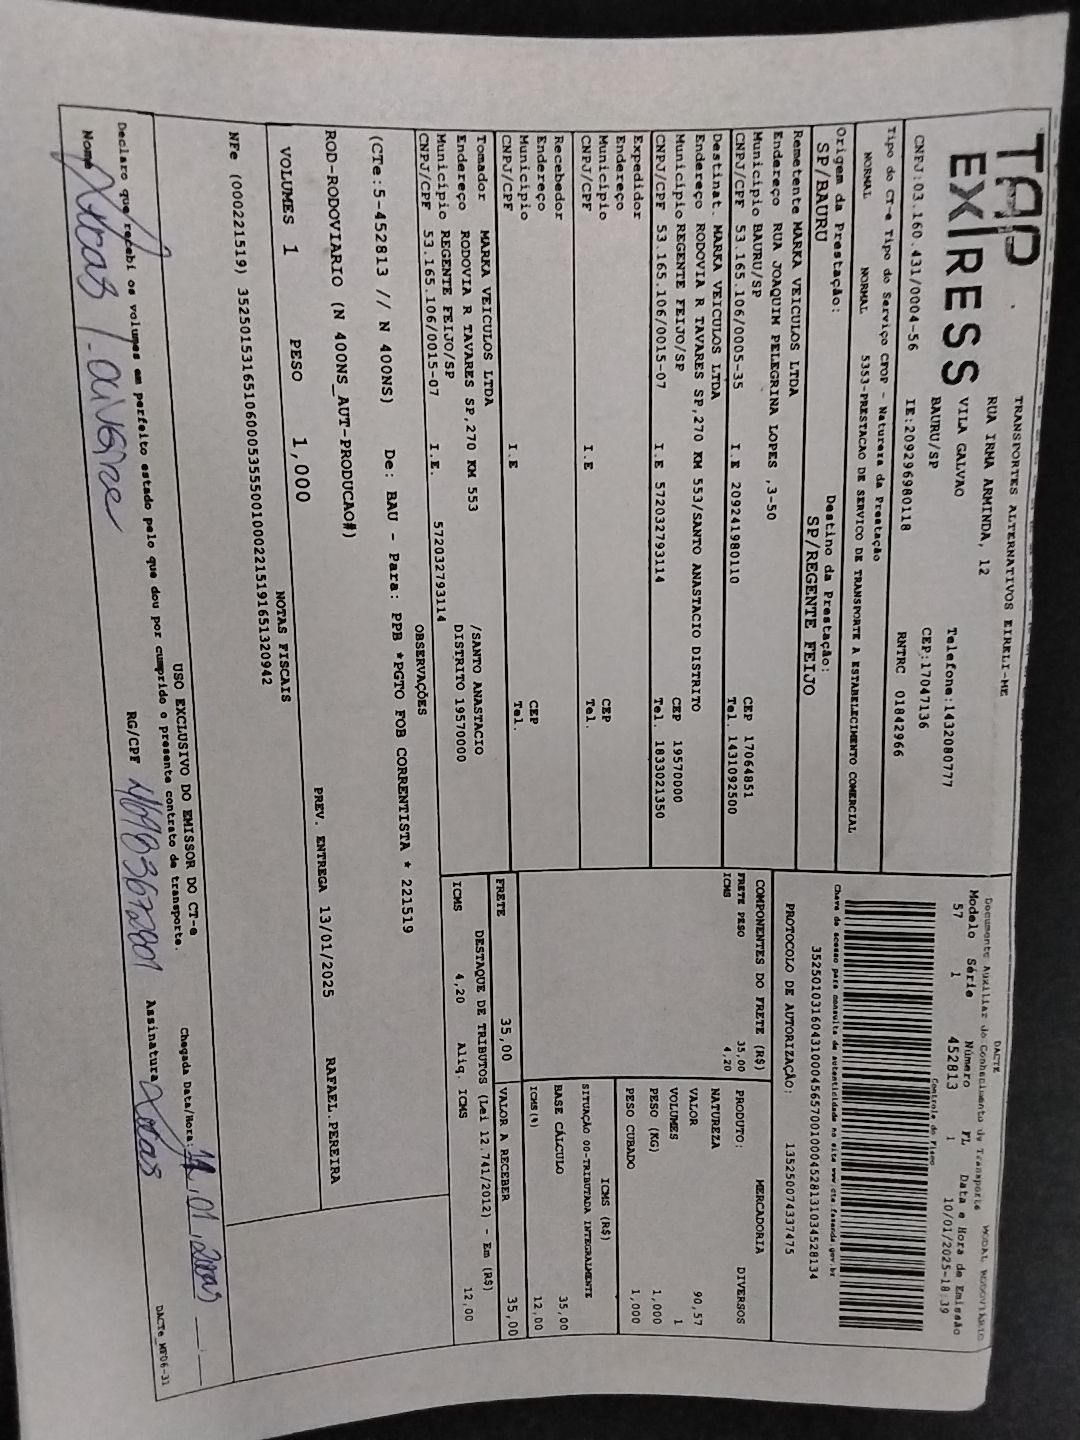 TAP EXPRESS
TRANSPORTES ALTERNATIVOS EIRELI-ME
RUA IRMA ARMINDA, 12
VILA GALVAO
BAURU/SP
Telefone:1432080777
CEP:17047136
CNPJ:03.160.431/0004-56 IE:209296980118 RNTRC 01842966
DACTE
Documento Auxiliar do Conhecimento de Transporte MODAL RODOVIÁRIO
Modelo Série Número FL Data e Hora de Emissão
57 1 452813 1 10/01/2025-18:39
Controle do Fisco
Chave de acesso para consulta de autenticidade no site www.cte.fazenda.gov.br
35250103160431000456570010004528131034528134
PROTOCOLO DE AUTORIZAÇÃO: 135250074337475
Tipo do CT-e Tipo do Serviço CFOP - Natureza da Prestação
NORMAL NORMAL 5353-PRESTACAO DE SERVICO DE TRANSPORTE A ESTABELECIMENTO COMERCIAL
Origem da Prestação: Destino da Prestação:
SP/BAURU SP/REGENTE FEIJO
Remetente MARKA VEICULOS LTDA
Endereço RUA JOAQUIM PELEGRINA LOPES ,3-50
Município BAURU/SP CEP 17064851
CNPJ/CPF 53.165.106/0005-35 I.E 209241980110 Tel. 1431092500
Destinat. MARKA VEICULOS LTDA
Endereço RODOVIA R TAVARES SP,270 KM 553/SANTO ANASTACIO DISTRITO
Município REGENTE FEIJO/SP CEP 19570000
CNPJ/CPF 53.165.106/0015-07 I.E 572032793114 Tel. 1833021350
Expedidor
Endereço
Município CEP
CNPJ/CPF I.E Tel.
Recebedor
Endereço
Município CEP
CNPJ/CPF I.E Tel.
Tomador MARKA VEICULOS LTDA
Endereço RODOVIA R TAVARES SP,270 KM 553 /SANTO ANASTACIO
Município REGENTE FEIJO/SP DISTRITO 19570000
CNPJ/CPF 53.165.106/0015-07 I.E. 572032793114
COMPONENTES DO FRETE (R$)
FRETE PESO 35,00
ICMS 4,20
PRODUTO: MERCADORIA
NATUREZA DIVERSOS
VALOR 90,57
VOLUMES 1
PESO (KG) 1,000
PESO CUBADO 1,000
ICMS (R$)
SITUAÇÃO 00-TRIBUTADA INTEGRALMENTE
BASE CÁLCULO 35,00
ICMS(%) 12,00
FRETE 35,00 VALOR A RECEBER 35,00
DESTAQUE DE TRIBUTOS (Lei 12.741/2012) - Em (R$)
ICMS 4,20 Aliq. ICMS 12,00
OBSERVAÇÕES
(CTe:5-452813 // N 400NS) De: BAU - Para: PPB *PGTO FOB CORRENTISTA * 221519
ROD-RODOVIARIO (N 400NS_AUT-PRODUCAO#)
VOLUMES 1 PESO 1,000 PREV. ENTREGA 13/01/2025 RAFAEL.PEREIRA
NOTAS FISCAIS
NFe (000221519) 35250153165106000535550010002215191651320942
USO EXCLUSIVO DO EMISSOR DO CT-e
Declaro que recebi os volumes em perfeito estado pelo que dou por cumprido o presente contrato de transporte.
Chegada Data/Hora:
Nome RG/CPF Assinatura
DACTe_MF06-31